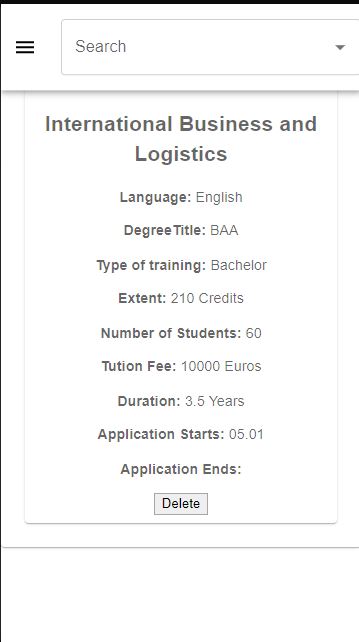 Search
International Business and
Logistics
Language: English
DegreeTitle: BAA
Type of training: Bachelor
Extent: 210 Credits
Number of Students: 60
Tution Fee: 10000 Euros
Duration: 3.5 Years
Application Starts: 05.01
Application Ends:
Delete